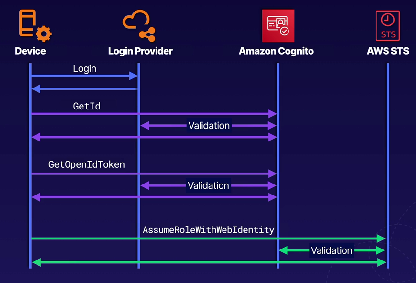 STS
Device
Login Provider
Amazon Cognito
AWS STS
Login
GetId
Validation
GetOpenIdToken
Validation
AssumeRoleWithWebIdentity
Validation